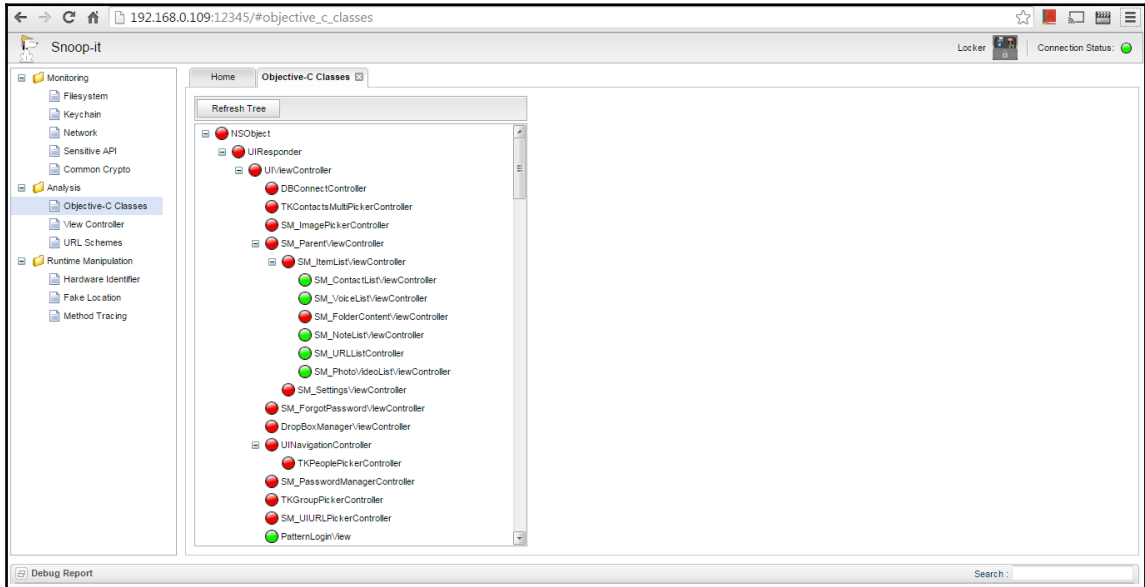 192.168.0.109:12345/#objective_c_classes
Snoop-it
Locker
Connection Status:
Monitoring
Filesystem
Keychain
Network
Sensitive API
Common Crypto
Analysis
Objective-C Classes
View Controller
URL Schemes
Runtime Manipulation
Hardware Identifier
Fake Location
Method Tracing
Home
Objective-C Classes
Refresh Tree
NSObject
UIResponder
UIViewController
DBConnectController
TKContactsMultiPickerController
SM_ImagePickerController
SM_ParentViewController
SM_ItemListViewController
SM_ContactListViewController
SM_VoiceListViewController
SM_FolderContentViewController
SM_NoteListViewController
SM_URLListController
SM_PhotoVideoListViewController
SM_SettingsViewController
SM_ForgotPasswordViewController
DropBoxManagerViewController
UINavigationController
TKPeoplePickerController
SM_PasswordManagerController
TKGroupPickerController
SM_UIURLPickerController
PatternLoginView
Debug Report
Search :